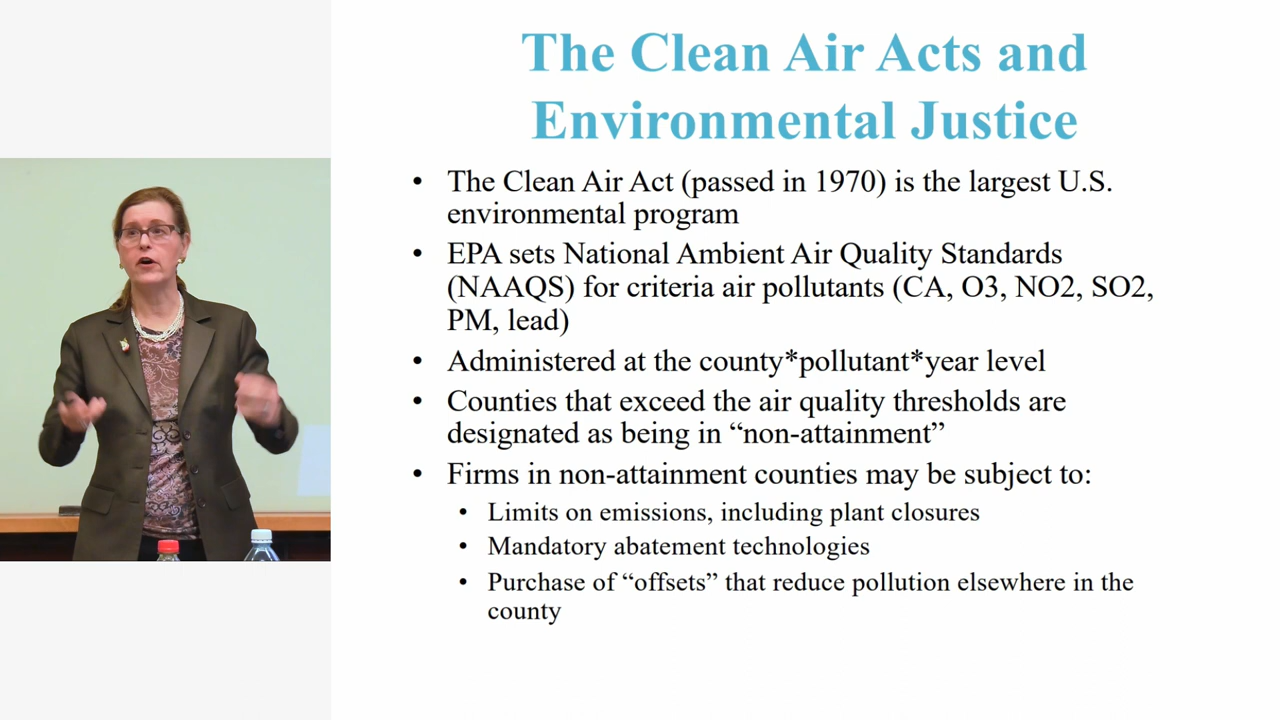 The Clean Air Acts and
Environmental Justice
• The Clean Air Act (passed in 1970) is the largest U.S.
environmental program
• EPA sets National Ambient Air Quality Standards
(NAAQS) for criteria air pollutants (CA, O3, NO2, SO2,
PM, lead)
• Administered at the county*pollutant*year level
• Counties that exceed the air quality thresholds are
designated as being in “non-attainment”
• Firms in non-attainment counties may be subject to:
• Limits on emissions, including plant closures
• Mandatory abatement technologies
• Purchase of “offsets” that reduce pollution elsewhere in the
county